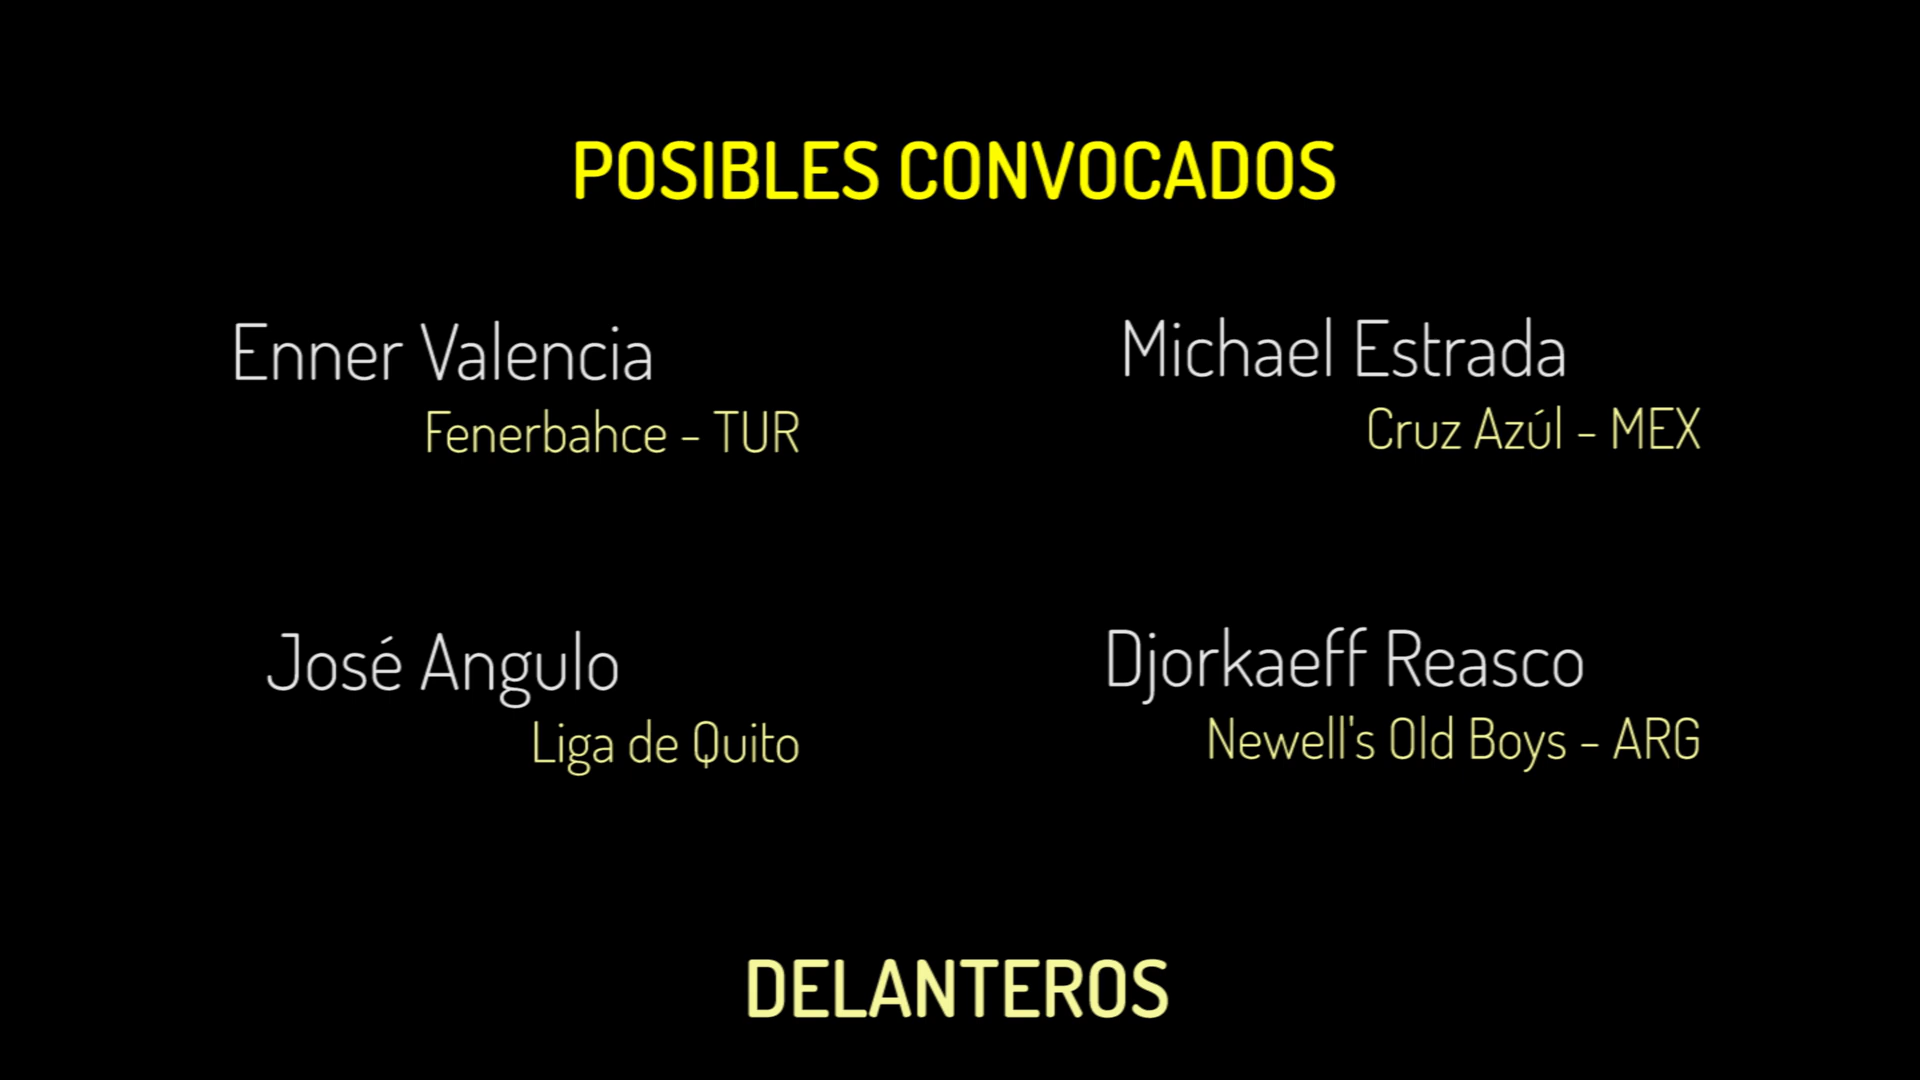 POSIBLES CONVOCADOS
Enner Valencia
Fenerbahce - TUR
Michael Estrada
Cruz Azúl - MEX
José Angulo
Liga de Quito
Djorkaeff Reasco
Newell's Old Boys - ARG
DELANTEROS